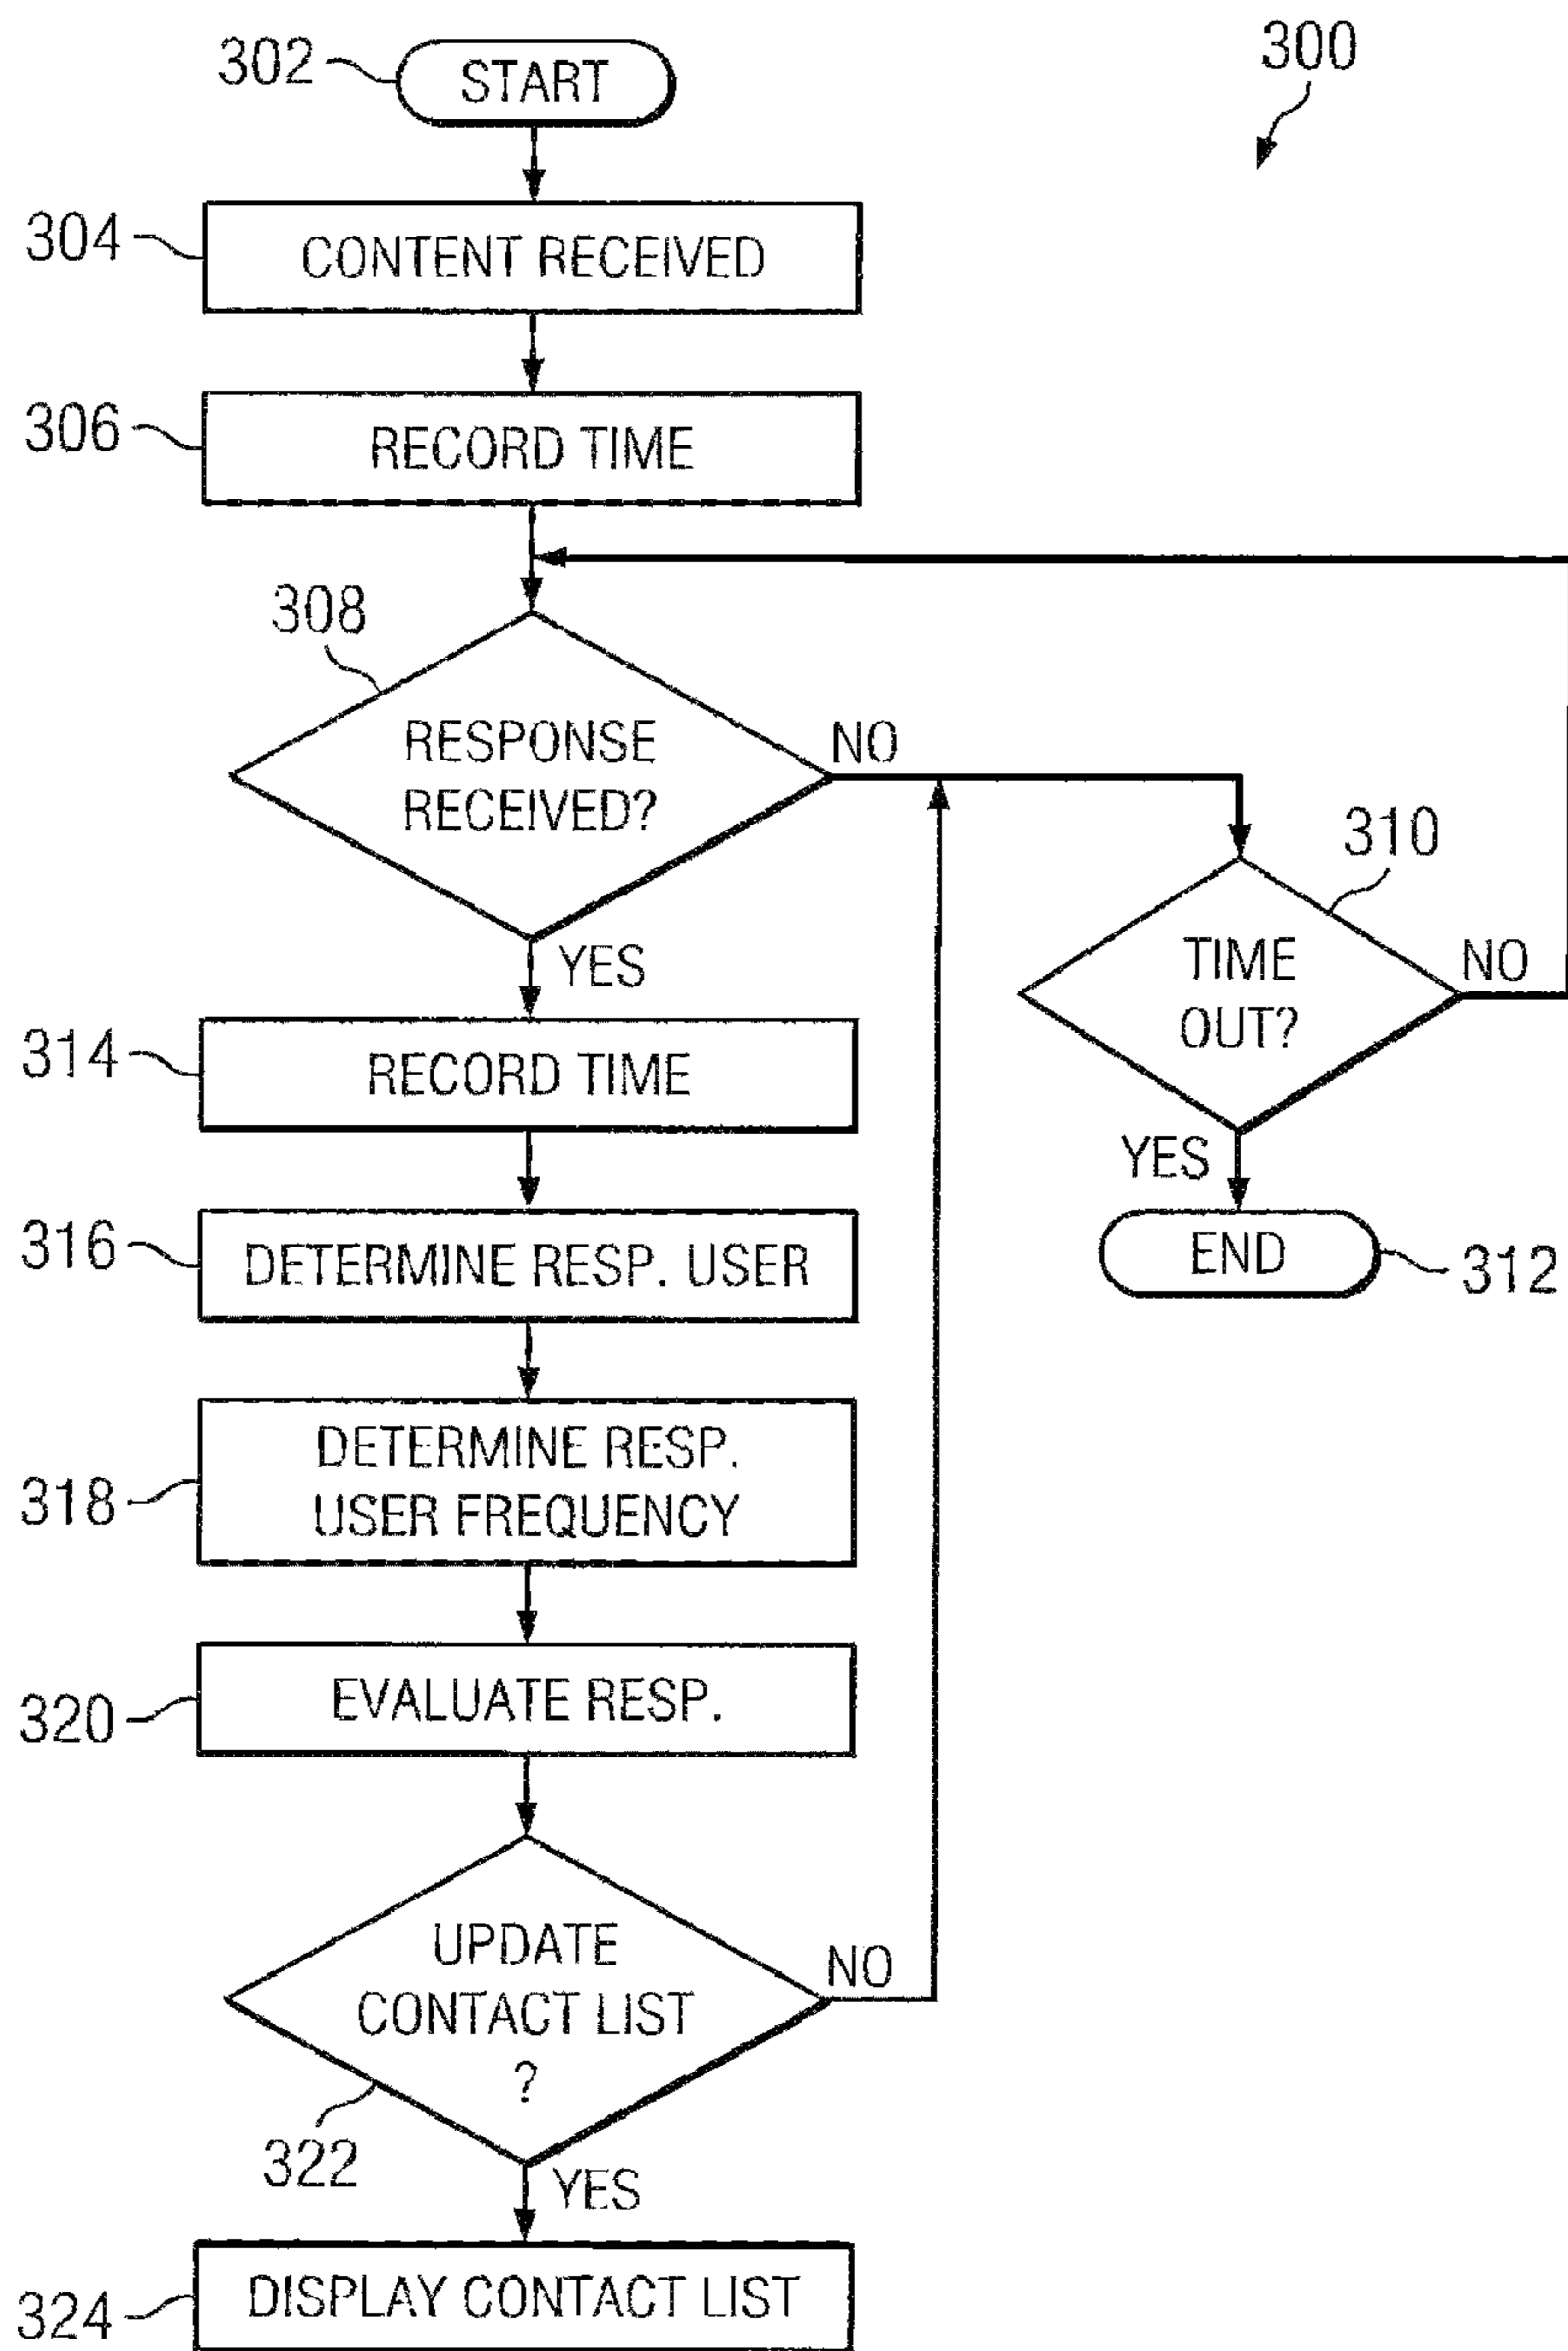 300
302
START
304
CONTENT RECEIVED
306
RECORD TIME
308
RESPONSE
RECEIVED?
NO
YES
310
TIME
OUT?
NO
YES
END
312
314
RECORD TIME
316
DETERMINE RESP. USER
318
DETERMINE RESP.
USER FREQUENCY
320
EVALUATE RESP.
UPDATE
CONTACT LIST
?
NO
322
YES
324
DISPLAY CONTACT LIST